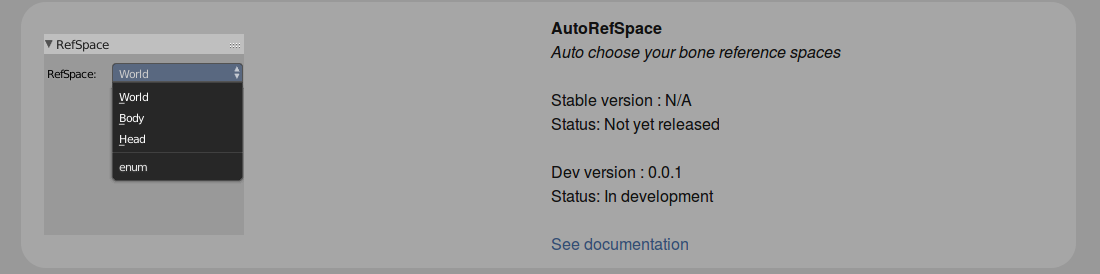 RefSpace
RefSpace:
World
World
Body
Head
enum
AutoRefSpace
Auto choose your bone reference spaces
Stable version : N/A
Status: Not yet released
Dev version : 0.0.1
Status: In development
See documentation